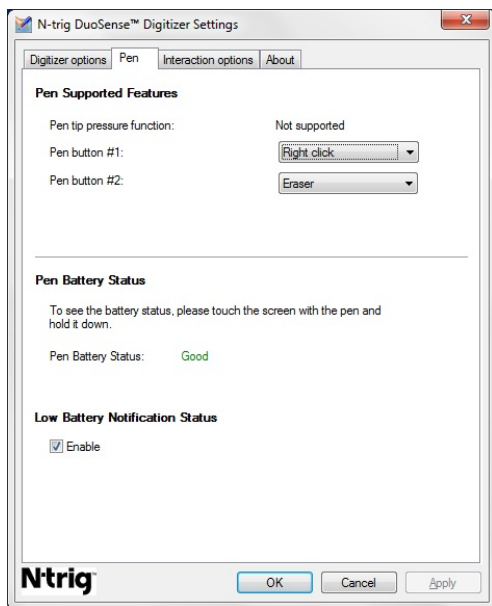 N-trig DuoSense™ Digitizer Settings
Digitizer options Pen Interaction options About
Pen Supported Features
Pen tip pressure function: Not supported
Pen button #1: Right click
Pen button #2: Eraser
Pen Battery Status
To see the battery status, please touch the screen with the pen and
hold it down.
Pen Battery Status: Good
Low Battery Notification Status
Enable
N-trig
OK Cancel Apply